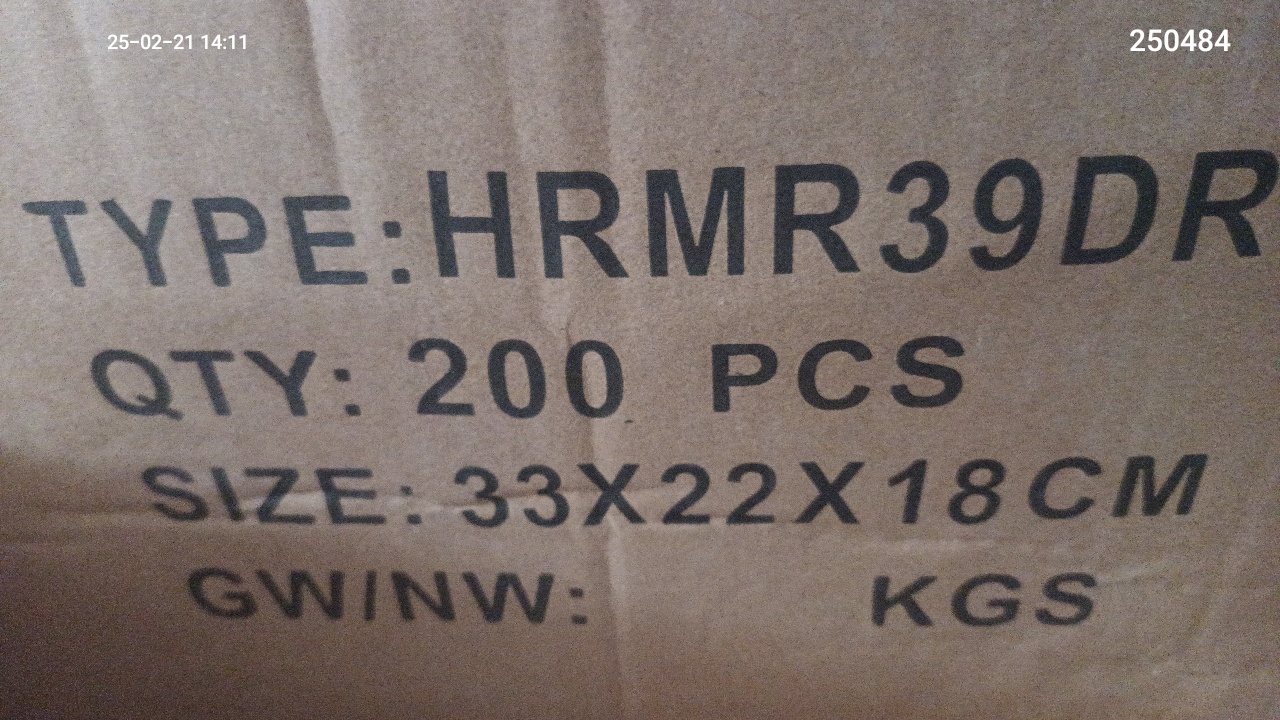 25-02-21 14:11
250484
TYPE:HRMR39DR
QTY: 200 PCS
SIZE: 33X22X18CM
GW/NW: KGS